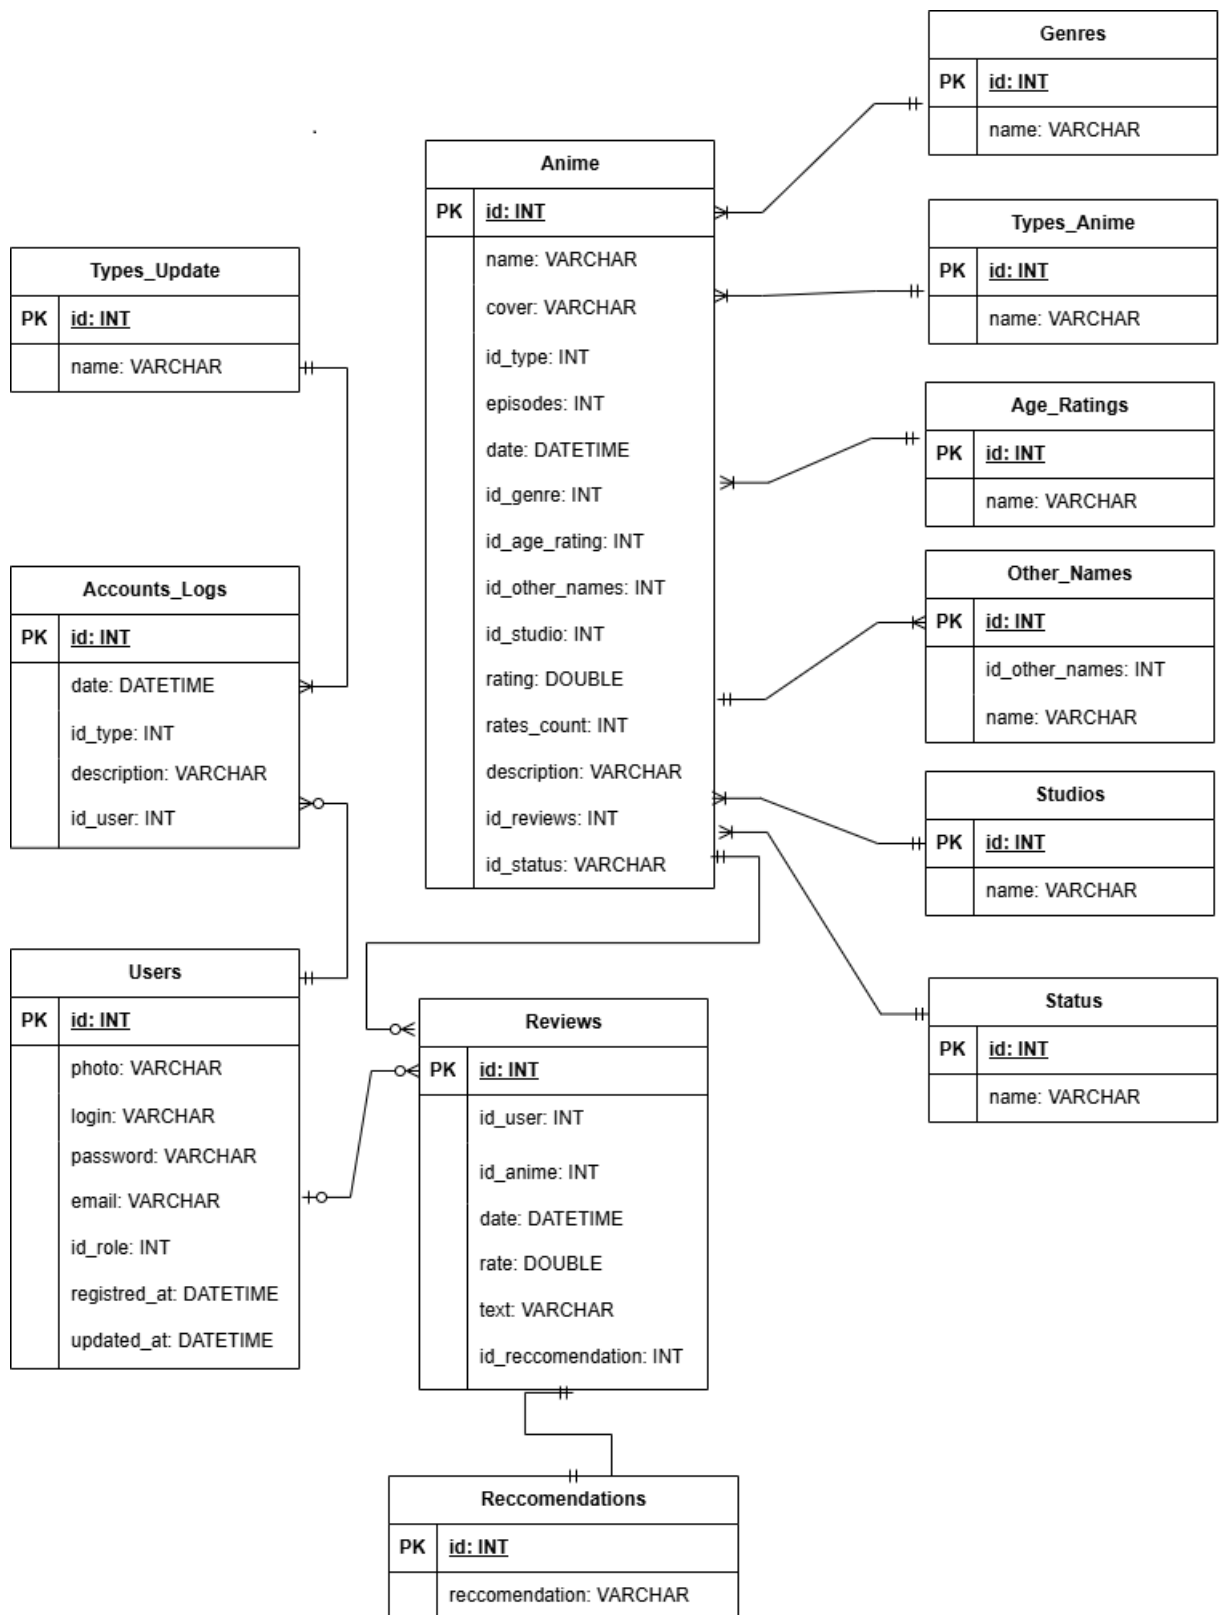 Genres
PK id: INT
name: VARCHAR
Anime
PK id: INT
name: VARCHAR
cover: VARCHAR
id_type: INT
episodes: INT
date: DATETIME
id_genre: INT
id_age_rating: INT
id_other_names: INT
id_studio: INT
rating: DOUBLE
rates_count: INT
description: VARCHAR
id_reviews: INT
id_status: VARCHAR
Types_Anime
PK id: INT
name: VARCHAR
Types_Update
PK id: INT
name: VARCHAR
Age_Ratings
PK id: INT
name: VARCHAR
Other_Names
PK id: INT
id_other_names: INT
name: VARCHAR
Accounts_Logs
PK id: INT
date: DATETIME
id_type: INT
description: VARCHAR
id_user: INT
Studios
PK id: INT
name: VARCHAR
Users
PK id: INT
photo: VARCHAR
login: VARCHAR
password: VARCHAR
email: VARCHAR
id_role: INT
registred_at: DATETIME
updated_at: DATETIME
Reviews
PK id: INT
id_user: INT
id_anime: INT
date: DATETIME
rate: DOUBLE
text: VARCHAR
id_reccomendation: INT
Status
PK id: INT
name: VARCHAR
Reccomendations
PK id: INT
reccomendation: VARCHAR